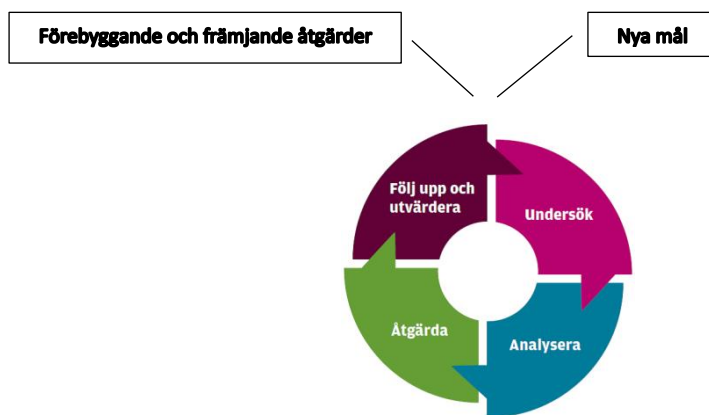 Förebyggande och främjande åtgärder
Nya mål
Följ upp och
utvärdera
Undersök
Åtgärda
Analysera